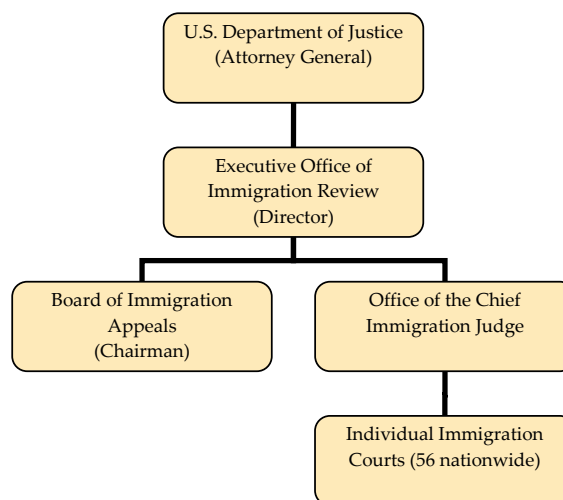 U.S. Department of Justice
(Attorney General)
Executive Office of
Immigration Review
(Director)
Board of Immigration
Appeals
(Chairman)
Office of the Chief
Immigration Judge
Individual Immigration
Courts (56 nationwide)